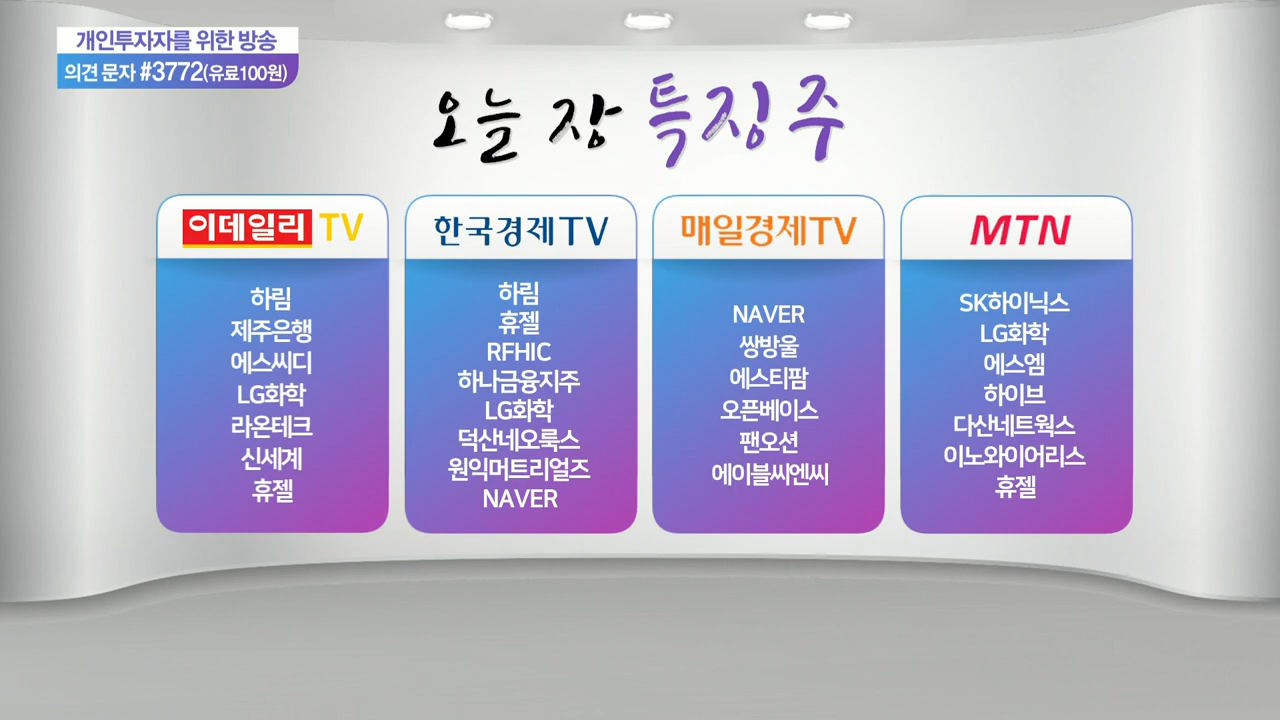 개인투자자를 위한 방송
의견 문자 #3772(유료100원)
오늘 장 특징주
이데일리 TV
하림
제주은행
에스씨디
LG화학
라온테크
신세계
휴젤
한국경제TV
하림
휴젤
RFHIC
하나금융지주
LG화학
덕산네오룩스
원익머트리얼즈
NAVER
매일경제TV
NAVER
쌍방울
에스티팜
오픈베이스
팬오션
에이블씨엔씨
MTN
SK하이닉스
LG화학
에스엠
하이브
다산네트웍스
이노와이어리스
휴젤